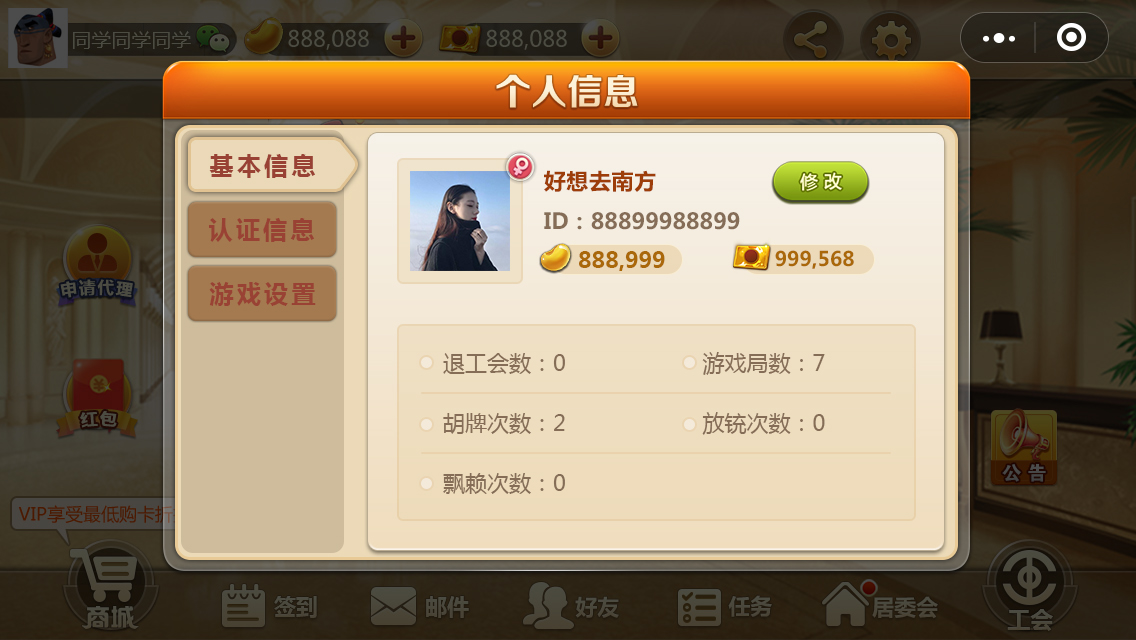 同学同学同学
888,088
888,088
个人信息
基本信息
认证信息
游戏设置
好想去南方
修改
ID：88899988899
888,999
999,568
退工会数：0
游戏局数：7
胡牌次数：2
放铳次数：0
飘赖次数：0
申请代理
红包
公告
VIP享受最低购卡折
商城
签到
邮件
好友
任务
居委会
工会